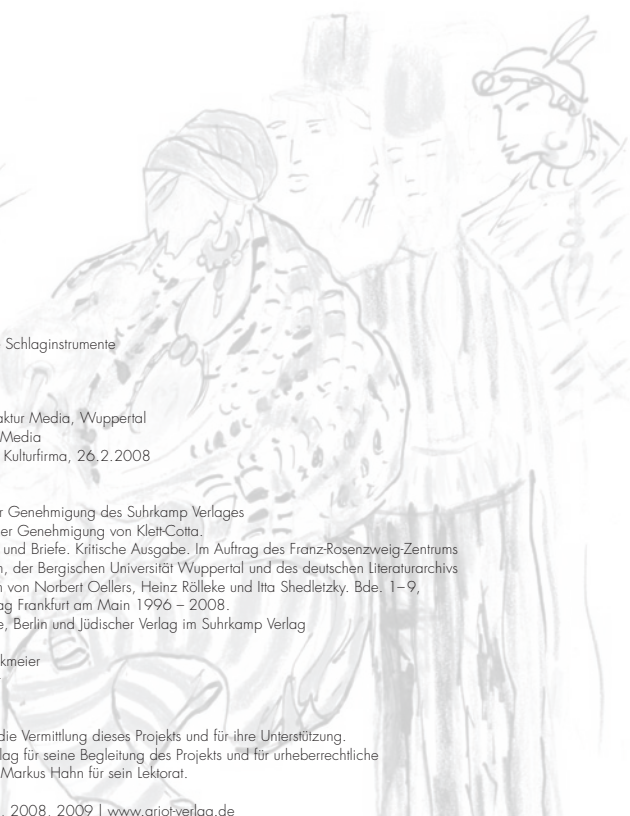 Schlaginstrumente
aktur Media, Wuppertal
Media
Kulturfirma, 26.2.2008
r Genehmigung des Suhrkamp Verlages
er Genehmigung von Klett-Cotta.
und Briefe. Kritische Ausgabe. Im Auftrag des Franz-Rosenzweig-Zentrums
n, der Bergischen Universität Wuppertal und des deutschen Literaturarchivs
n von Norbert Oellers, Heinz Rölleke und Itta Shedletzky. Bde. 1–9,
ag Frankfurt am Main 1996 – 2008.
e, Berlin und Jüdischer Verlag im Suhrkamp Verlag
kmeier
die Vermittlung dieses Projekts und für ihre Unterstützung.
lag für seine Begleitung des Projekts und für urheberrechtliche
Markus Hahn für sein Lektorat.
, 2008, 2009 | www.griot-verlag.de